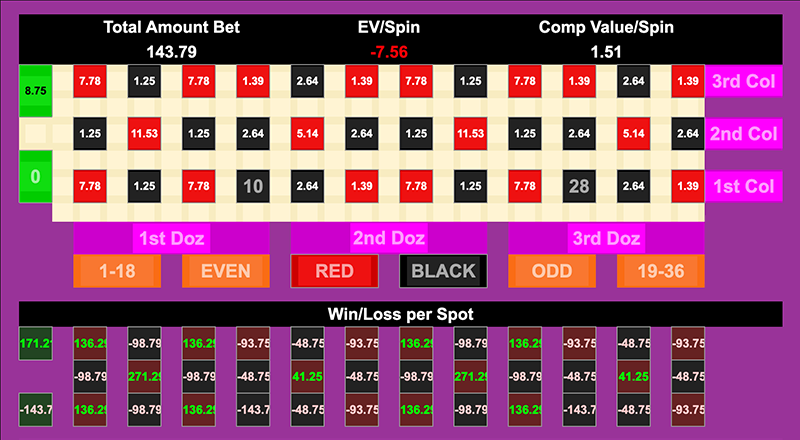 Total Amount Bet EV/Spin Comp Value/Spin
143.79 -7.56 1.51
8.75 7.78 1.25 7.78 1.39 2.64 1.39 7.78 2.64 7.78 1.39 2.64 1.39 3rd Col
1.25 11.53 1.25 2.64 5.14 2.64 1.25 11.53 1.25 2.64 5.14 2.64 2nd Col
0 7.78 1.25 7.78 10 2.64 1.39 7.78 1.25 7.78 28 2.64 1.39 1st Col
1st Doz 2nd Doz 3rd Doz
1-18 EVEN RED BLACK ODD 19-36
Win/Loss per Spot
171.21 136.29 -98.79 136.29 -93.75 -48.75 -93.75 136.29 -48.75 136.29 -93.75 -48.75 -93.75
-98.79 271.29 -98.79 -48.75 41.25 -48.75 -98.79 271.29 -98.79 -48.75 41.25 -48.75
-143.7 136.29 -98.79 136.29 -143.7 -48.75 -93.75 136.29 -98.79 136.29 -143.7 -48.75 -93.75